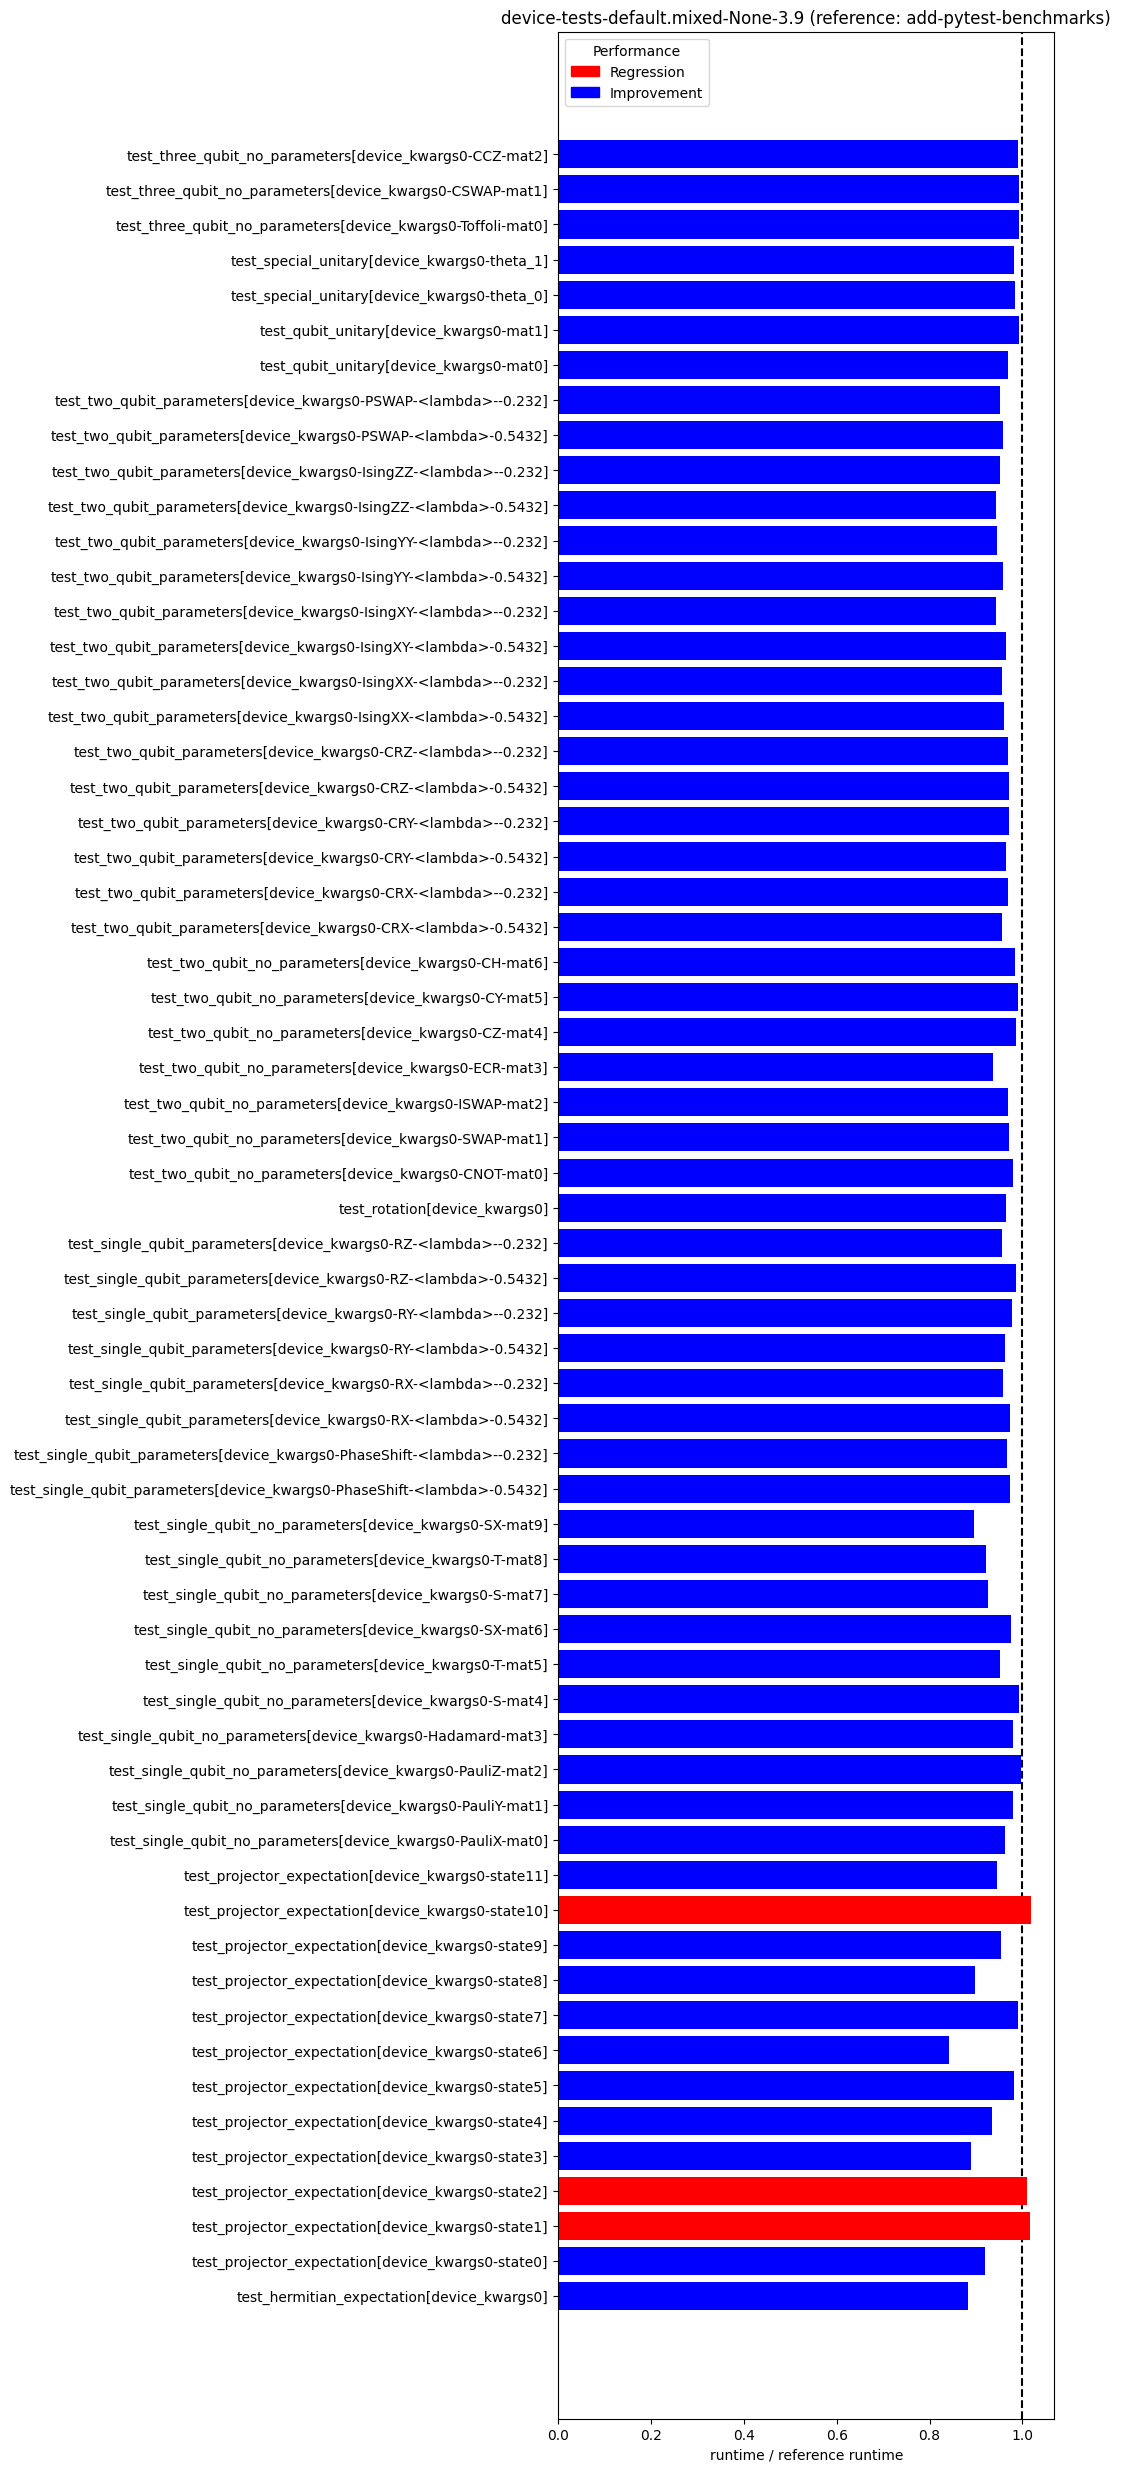 device-tests-default.mixed-None-3.9 (reference: add-pytest-benchmarks)
Performance
Regression
Improvement
test_three_qubit_no_parameters[device_kwargs0-CCZ-mat2]
test_three_qubit_no_parameters[device_kwargs0-CSWAP-mat1]
test_three_qubit_no_parameters[device_kwargs0-Toffoli-mat0]
test_special_unitary[device_kwargs0-theta_1]
test_special_unitary[device_kwargs0-theta_0]
test_qubit_unitary[device_kwargs0-mat1]
test_qubit_unitary[device_kwargs0-mat0]
test_two_qubit_parameters[device_kwargs0-PSWAP-<lambda>--0.232]
test_two_qubit_parameters[device_kwargs0-PSWAP-<lambda>-0.5432]
test_two_qubit_parameters[device_kwargs0-IsingZZ-<lambda>--0.232]
test_two_qubit_parameters[device_kwargs0-IsingZZ-<lambda>-0.5432]
test_two_qubit_parameters[device_kwargs0-IsingYY-<lambda>--0.232]
test_two_qubit_parameters[device_kwargs0-IsingYY-<lambda>-0.5432]
test_two_qubit_parameters[device_kwargs0-IsingXY-<lambda>--0.232]
test_two_qubit_parameters[device_kwargs0-IsingXY-<lambda>-0.5432]
test_two_qubit_parameters[device_kwargs0-IsingXX-<lambda>--0.232]
test_two_qubit_parameters[device_kwargs0-IsingXX-<lambda>-0.5432]
test_two_qubit_parameters[device_kwargs0-CRZ-<lambda>--0.232]
test_two_qubit_parameters[device_kwargs0-CRZ-<lambda>-0.5432]
test_two_qubit_parameters[device_kwargs0-CRY-<lambda>--0.232]
test_two_qubit_parameters[device_kwargs0-CRY-<lambda>-0.5432]
test_two_qubit_parameters[device_kwargs0-CRX-<lambda>--0.232]
test_two_qubit_parameters[device_kwargs0-CRX-<lambda>-0.5432]
test_two_qubit_no_parameters[device_kwargs0-CH-mat6]
test_two_qubit_no_parameters[device_kwargs0-CY-mat5]
test_two_qubit_no_parameters[device_kwargs0-CZ-mat4]
test_two_qubit_no_parameters[device_kwargs0-ECR-mat3]
test_two_qubit_no_parameters[device_kwargs0-ISWAP-mat2]
test_two_qubit_no_parameters[device_kwargs0-SWAP-mat1]
test_two_qubit_no_parameters[device_kwargs0-CNOT-mat0]
test_rotation[device_kwargs0]
test_single_qubit_parameters[device_kwargs0-RZ-<lambda>--0.232]
test_single_qubit_parameters[device_kwargs0-RZ-<lambda>-0.5432]
test_single_qubit_parameters[device_kwargs0-RY-<lambda>--0.232]
test_single_qubit_parameters[device_kwargs0-RY-<lambda>-0.5432]
test_single_qubit_parameters[device_kwargs0-RX-<lambda>--0.232]
test_single_qubit_parameters[device_kwargs0-RX-<lambda>-0.5432]
test_single_qubit_parameters[device_kwargs0-PhaseShift-<lambda>--0.232]
test_single_qubit_parameters[device_kwargs0-PhaseShift-<lambda>-0.5432]
test_single_qubit_no_parameters[device_kwargs0-SX-mat9]
test_single_qubit_no_parameters[device_kwargs0-T-mat8]
test_single_qubit_no_parameters[device_kwargs0-S-mat7]
test_single_qubit_no_parameters[device_kwargs0-SX-mat6]
test_single_qubit_no_parameters[device_kwargs0-T-mat5]
test_single_qubit_no_parameters[device_kwargs0-S-mat4]
test_single_qubit_no_parameters[device_kwargs0-Hadamard-mat3]
test_single_qubit_no_parameters[device_kwargs0-PauliZ-mat2]
test_single_qubit_no_parameters[device_kwargs0-PauliY-mat1]
test_single_qubit_no_parameters[device_kwargs0-PauliX-mat0]
test_projector_expectation[device_kwargs0-state11]
test_projector_expectation[device_kwargs0-state10]
test_projector_expectation[device_kwargs0-state9]
test_projector_expectation[device_kwargs0-state8]
test_projector_expectation[device_kwargs0-state7]
test_projector_expectation[device_kwargs0-state6]
test_projector_expectation[device_kwargs0-state5]
test_projector_expectation[device_kwargs0-state4]
test_projector_expectation[device_kwargs0-state3]
test_projector_expectation[device_kwargs0-state2]
test_projector_expectation[device_kwargs0-state1]
test_projector_expectation[device_kwargs0-state0]
test_hermitian_expectation[device_kwargs0]
0.0 0.2 0.4 0.6 0.8 1.0
runtime / reference runtime